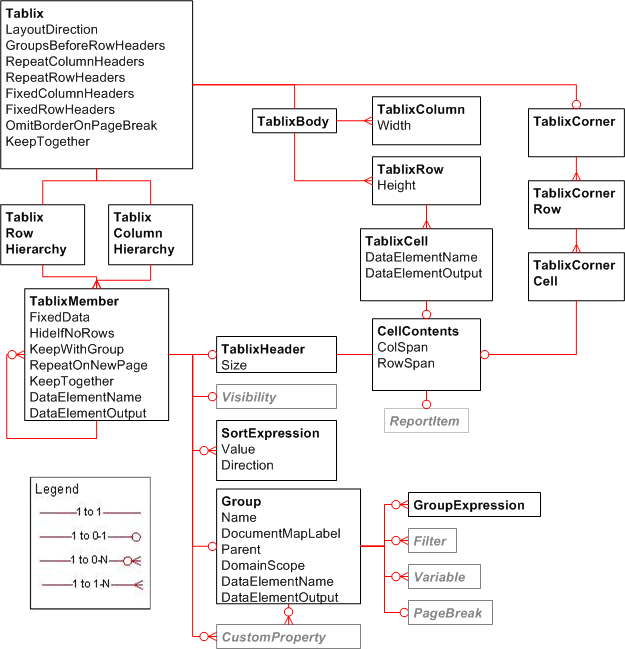 Tablix
LayoutDirection
GroupsBeforeRowHeaders
RepeatColumnHeaders
RepeatRowHeaders
FixedColumnHeaders
FixedRowHeaders
OmitBorderOnPageBreak
KeepTogether
TablixBody
TablixColumn
Width
TablixCorner
TablixRow
Height
TablixCorner
Row
Tablix
Row
Hierarchy
Tablix
Column
Hierarchy
TablixCell
DataElementName
DataElementOutput
TablixCorner
Cell
TablixMember
FixedData
HideIfNoRows
KeepWithGroup
RepeatOnNewPage
KeepTogether
DataElementName
DataElementOutput
TablixHeader
Size
CellContents
ColSpan
RowSpan
Visibility
ReportItem
SortExpression
Value
Direction
Group
Name
DocumentMapLabel
Parent
DomainScope
DataElementName
DataElementOutput
GroupExpression
Filter
Variable
PageBreak
CustomProperty
Legend
1 to 1
1 to 0-1
1 to 0-N
1 to 1-N